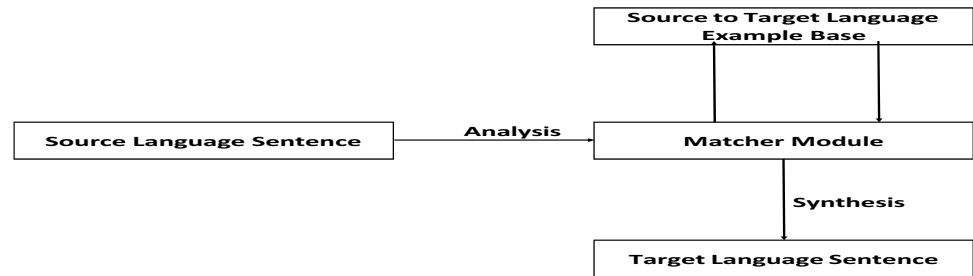 Source to Target Language
Example Base
Analysis
Source Language Sentence
Matcher Module
Synthesis
Target Language Sentence